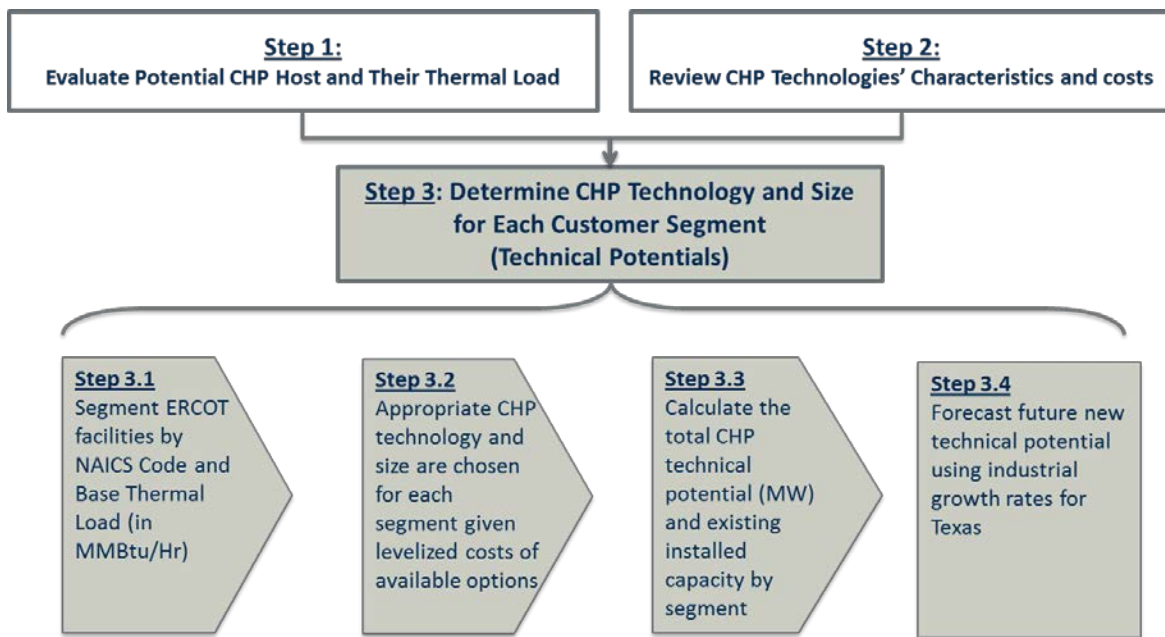 Step 1:
Evaluate Potential CHP Host and Their Thermal Load
Step 2:
Review CHP Technologies’ Characteristics and costs
Step 3: Determine CHP Technology and Size
for Each Customer Segment
(Technical Potentials)
Step 3.1
Segment ERCOT
facilities by
NAICS Code and
Base Thermal
Load (in
MMBtu/Hr)
Step 3.2
Appropriate CHP
technology and
size are chosen
for each
segment given
levelized costs of
available options
Step 3.3
Calculate the
total CHP
technical
potential (MW)
and existing
installed
capacity by
segment
Step 3.4
Forecast future new
technical potential
using industrial
growth rates for
Texas